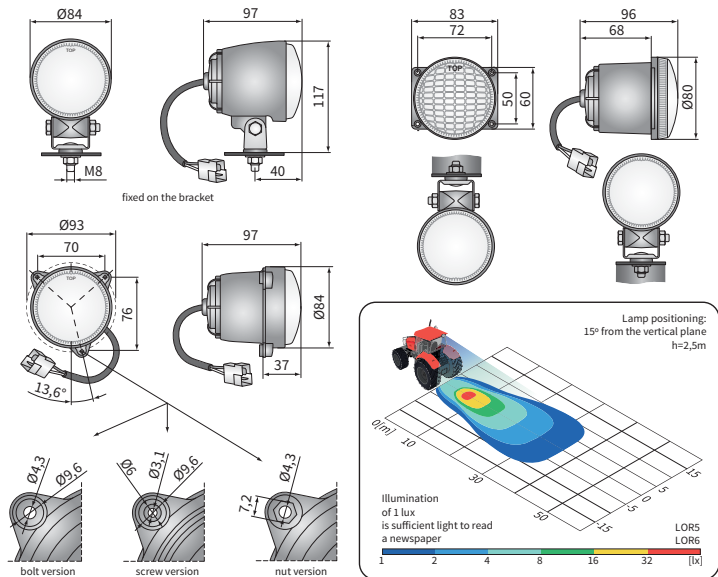 Ø84
97
TOP
117
M8
40
fixed on the bracket
83
72
TOP
50
60
96
68
Ø80
Ø93
70
TOP
76
13,6°
97
Ø84
37
Ø4,3
Ø9,6
bolt version
Ø6
Ø3,1
Ø9,6
screw version
Ø4,3
7,2
nut version
Lamp positioning:
15º from the vertical plane
h=2,5m
0[m]
10
30
50
15
5
0
-5
-15
Illumination
of 1 lux
is sufficient light to read
a newspaper
LOR5
LOR6
1
2
4
8
16
32
[lx]